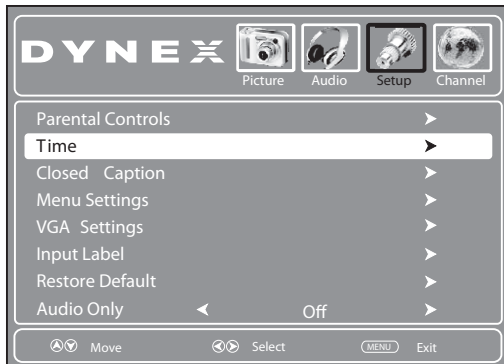 DYNEX
Picture Audio Setup Channel
Parental Controls
Time
Closed Caption
Menu Settings
VGA Settings
Input Label
Restore Default
Audio Only Off
Move Select MENU Exit